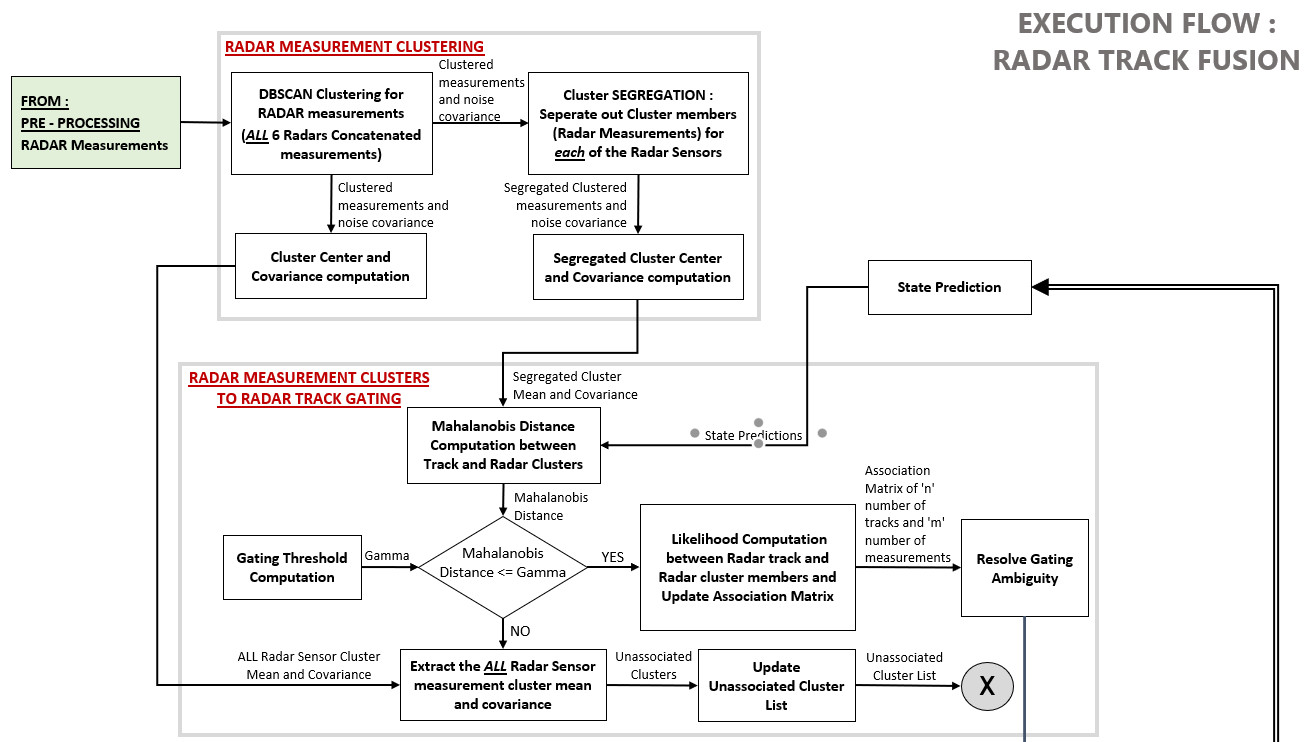 EXECUTION FLOW :
RADAR TRACK FUSION
RADAR MEASUREMENT CLUSTERING
FROM :
PRE - PROCESSING
RADAR Measurements
DBSCAN Clustering for
RADAR measurements
(ALL 6 Radars Concatenated
measurements)
Clustered
measurements
and noise
covariance
Cluster SEGREGATION :
Seperate out Cluster members
(Radar Measurements) for
each of the Radar Sensors
Clustered
measurements and
noise covariance
Segregated Clustered
measurements and
noise covariance
Cluster Center and
Covariance computation
Segregated Cluster Center
and Covariance computation
State Prediction
RADAR MEASUREMENT CLUSTERS
TO RADAR TRACK GATING
Segregated Cluster
Mean and Covariance
Mahalanobis Distance
Computation between
Track and Radar Clusters
State Predictions
Mahalanobis
Distance
Gating Threshold
Computation
Gamma
Mahalanobis
Distance <= Gamma
YES
Likelihood Computation
between Radar track and
Radar cluster members and
Update Association Matrix
Association
Matrix of 'n'
number of
tracks and 'm'
number of
measurements
Resolve Gating
Ambiguity
NO
ALL Radar Sensor Cluster
Mean and Covariance
Extract the ALL Radar Sensor
measurement cluster mean
and covariance
Unassociated
Clusters
Update
Unassociated Cluster
List
Unassociated
Cluster List
X